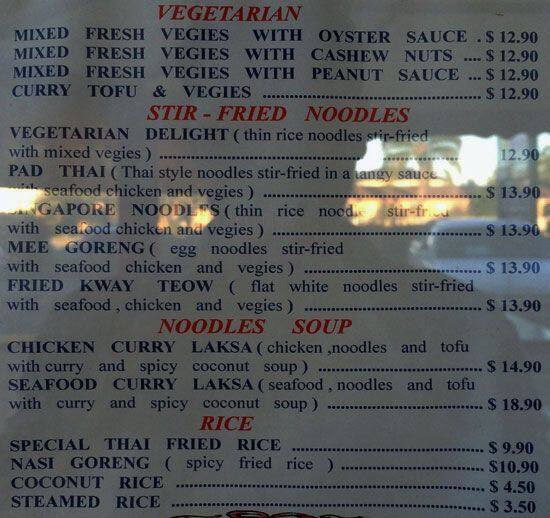 VEGETARIAN
MIXED FRESH VEGIES WITH OYSTER SAUCE . $ 12.90
MIXED FRESH VEGIES WITH CASHEW NUTS .... $ 12.90
MIXED FRESH VEGIES WITH PEANUT SAUCE ... $ 12.90
CURRY TOFU & VEGIES ........................................ $ 12.90
STIR - FRIED NOODLES
VEGETARIAN DELIGHT ( thin rice noodles stir-fried
with mixed vegies ) ........................................ 12.90
PAD THAI ( Thai style noodles stir-fried in a tangy sauce
with seafood chicken and vegies ) ........................................ $ 13.90
SINGAPORE NOODLES ( thin rice noodle stir-fried
with seafood chicken and vegies ) ........................................ $ 13.90
MEE GORENG ( egg noodles stir-fried
with seafood chicken and vegies ) ........................................ $ 13.90
FRIED KWAY TEOW ( flat white noodles stir-fried
with seafood , chicken and vegies ) ........................................ $ 13.90
NOODLES SOUP
CHICKEN CURRY LAKSA ( chicken ,noodles and tofu
with curry and spicy coconut soup ) ........................................ $ 14.90
SEAFOOD CURRY LAKSA ( seafood , noodles and tofu
with curry and spicy coconut soup ) ........................................ $ 18.90
RICE
SPECIAL THAI FRIED RICE ........................................ $ 9.90
NASI GORENG ( spicy fried rice ) ........................................ $10.90
COCONUT RICE ........................................ $ 4.50
STEAMED RICE ........................................ $ 3.50